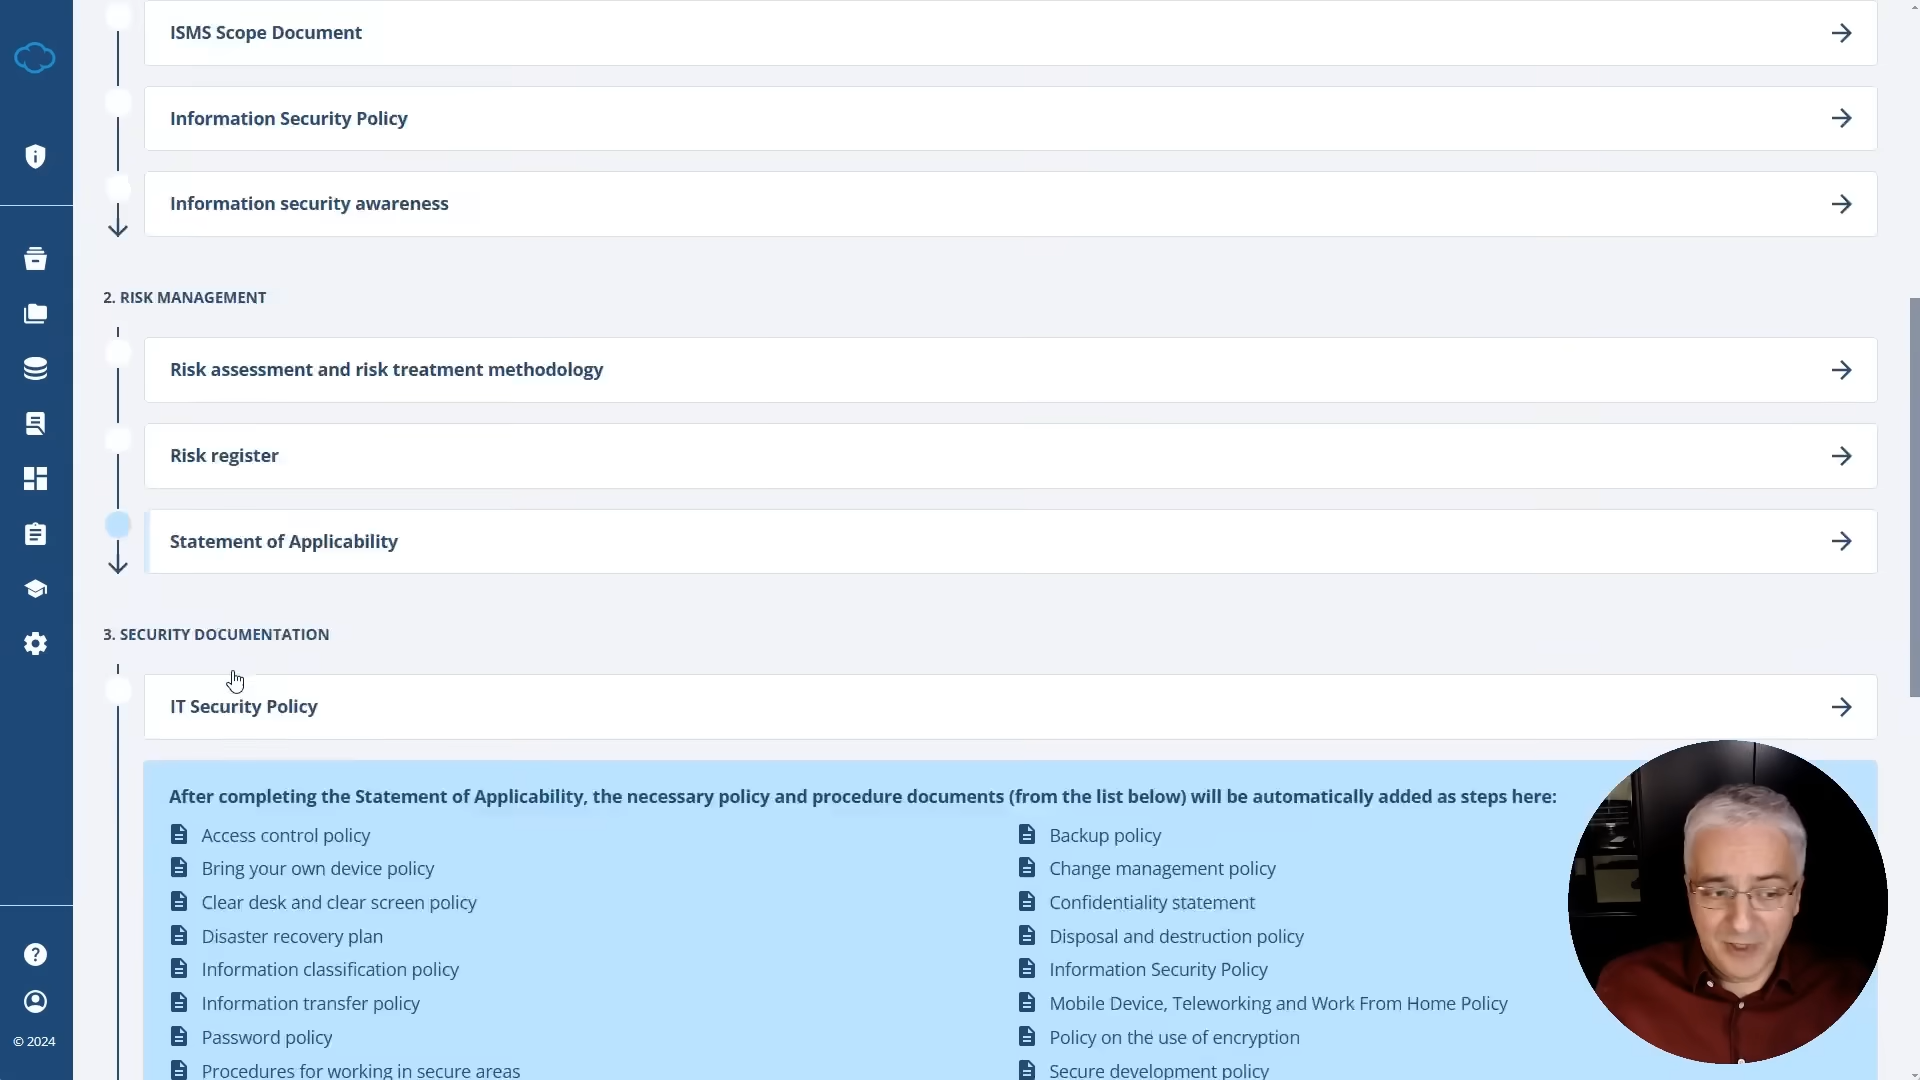 ISMS Scope Document
Information Security Policy
Information security awareness
2. RISK MANAGEMENT
Risk assessment and risk treatment methodology
Risk register
Statement of Applicability
3. SECURITY DOCUMENTATION
IT Security Policy
After completing the Statement of Applicability, the necessary policy and procedure documents (from the list below) will be automatically added as steps here:
Access control policy
Backup policy
Bring your own device policy
Change management policy
Clear desk and clear screen policy
Confidentiality statement
Disaster recovery plan
Disposal and destruction policy
Information classification policy
Information Security Policy
Information transfer policy
Mobile Device, Teleworking and Work From Home Policy
Password policy
Policy on the use of encryption
Procedures for working in secure areas
Secure development policy
© 2024